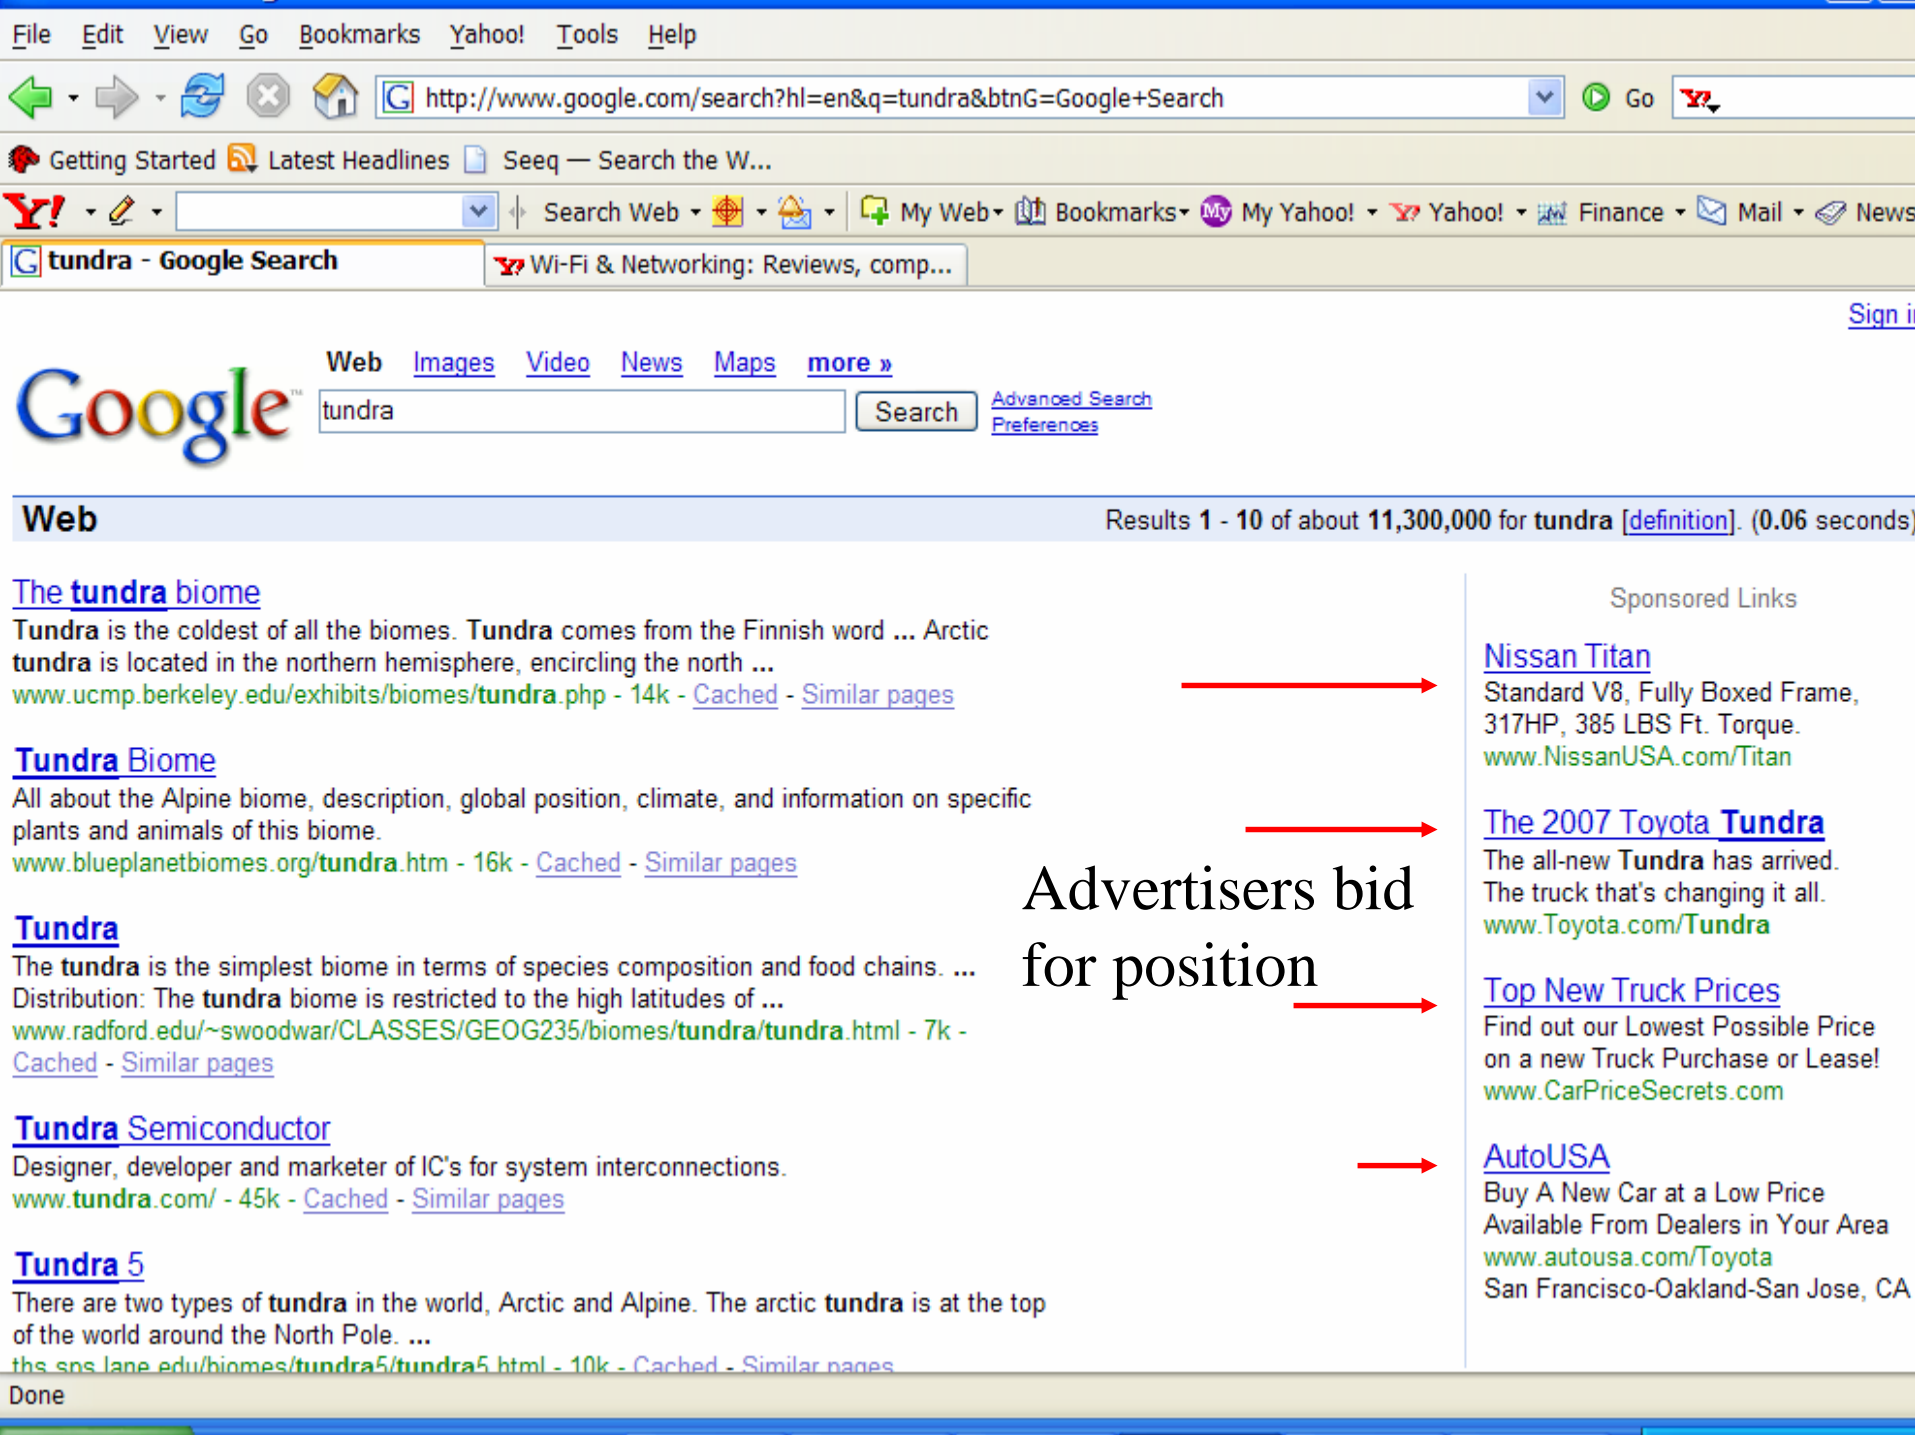 File Edit View Go Bookmarks Yahoo! Tools Help
http://www.google.com/search?hl=en&q=tundra&btnG=Google+Search Go
Getting Started Latest Headlines Seeq — Search the W...
Y! Search Web My Web Bookmarks My Yahoo! Yahoo! Finance Mail News
tundra - Google Search Wi-Fi & Networking: Reviews, comp...
Sign
Web Images Video News Maps more »
Google™ tundra Search Advanced Search
Preferences
Web Results 1 - 10 of about 11,300,000 for tundra [definition]. (0.06 seconds)
The tundra biome
Tundra is the coldest of all the biomes. Tundra comes from the Finnish word ... Arctic
tundra is located in the northern hemisphere, encircling the north ...
www.ucmp.berkeley.edu/exhibits/biomes/tundra.php - 14k - Cached - Similar pages
Tundra Biome
All about the Alpine biome, description, global position, climate, and information on specific
plants and animals of this biome.
www.blueplanetbiomes.org/tundra.htm - 16k - Cached - Similar pages
Tundra
The tundra is the simplest biome in terms of species composition and food chains. ...
Distribution: The tundra biome is restricted to the high latitudes of ...
www.radford.edu/~swoodwar/CLASSES/GEOG235/biomes/tundra/tundra.html - 7k -
Cached - Similar pages
Tundra Semiconductor
Designer, developer and marketer of IC's for system interconnections.
www.tundra.com/ - 45k - Cached - Similar pages
Tundra 5
There are two types of tundra in the world, Arctic and Alpine. The arctic tundra is at the top
of the world around the North Pole. ...
ths.sps.lane.edu/biomes/tundra5/tundra5.html - 10k - Cached - Similar pages
Advertisers bid
for position
Sponsored Links
Nissan Titan
Standard V8, Fully Boxed Frame,
317HP, 385 LBS Ft. Torque.
www.NissanUSA.com/Titan
The 2007 Toyota Tundra
The all-new Tundra has arrived.
The truck that's changing it all.
www.Toyota.com/Tundra
Top New Truck Prices
Find out our Lowest Possible Price
on a new Truck Purchase or Lease!
www.CarPriceSecrets.com
AutoUSA
Buy A New Car at a Low Price
Available From Dealers in Your Area
www.autousa.com/Toyota
San Francisco-Oakland-San Jose, CA
Done